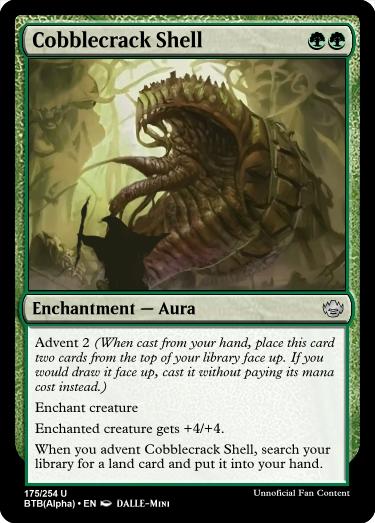 Cobblecrack Shell
Enchantment — Aura
Advent 2 (When cast from your hand, place this card
two cards from the top of your library face up. If you
would draw it face up, cast it without paying its mana
cost instead.)
Enchant creature
Enchanted creature gets +4/+4.
When you advent Cobblecrack Shell, search your
library for a land card and put it into your hand.
175/254 U
Unnofficial Fan Content
BTB(Alpha) • EN DALLE-Mini